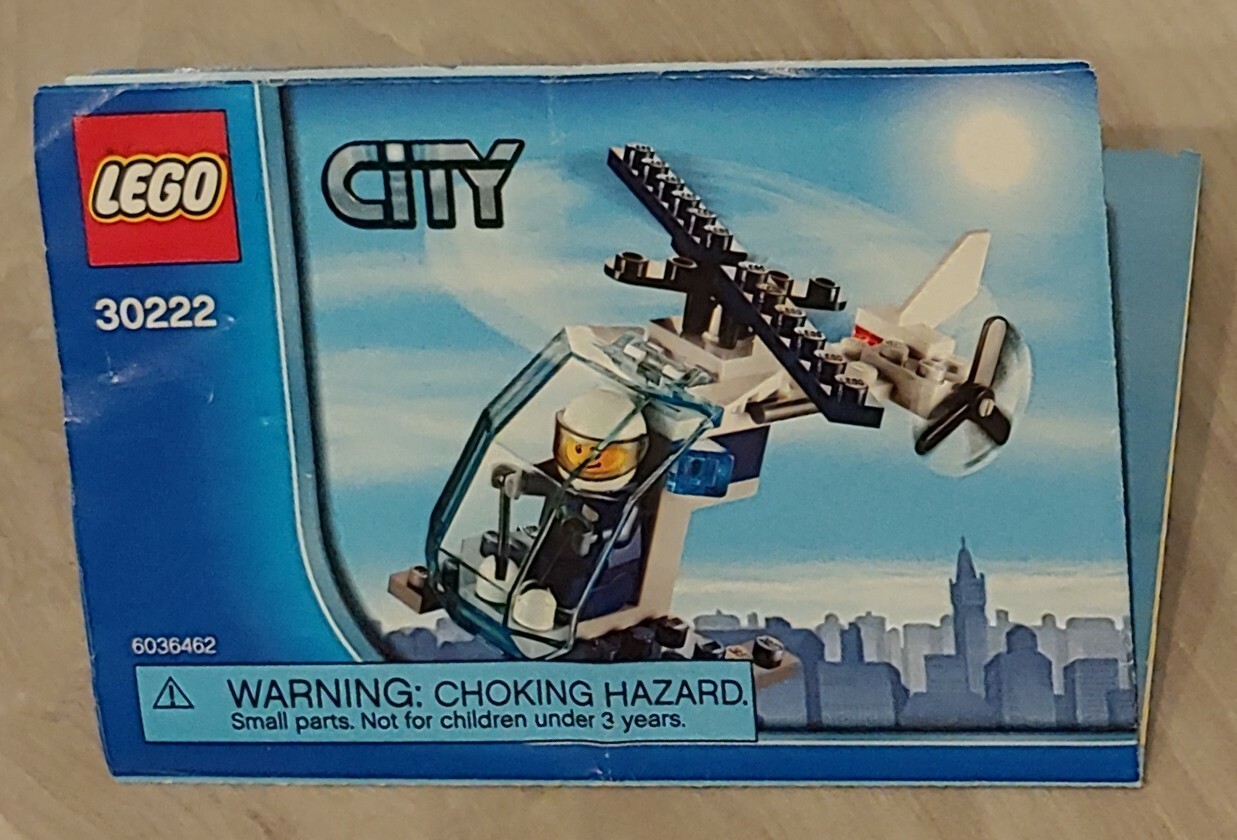 LEGO
CITY
30222
6036462
WARNING: CHOKING HAZARD.
Small parts. Not for children under 3 years.